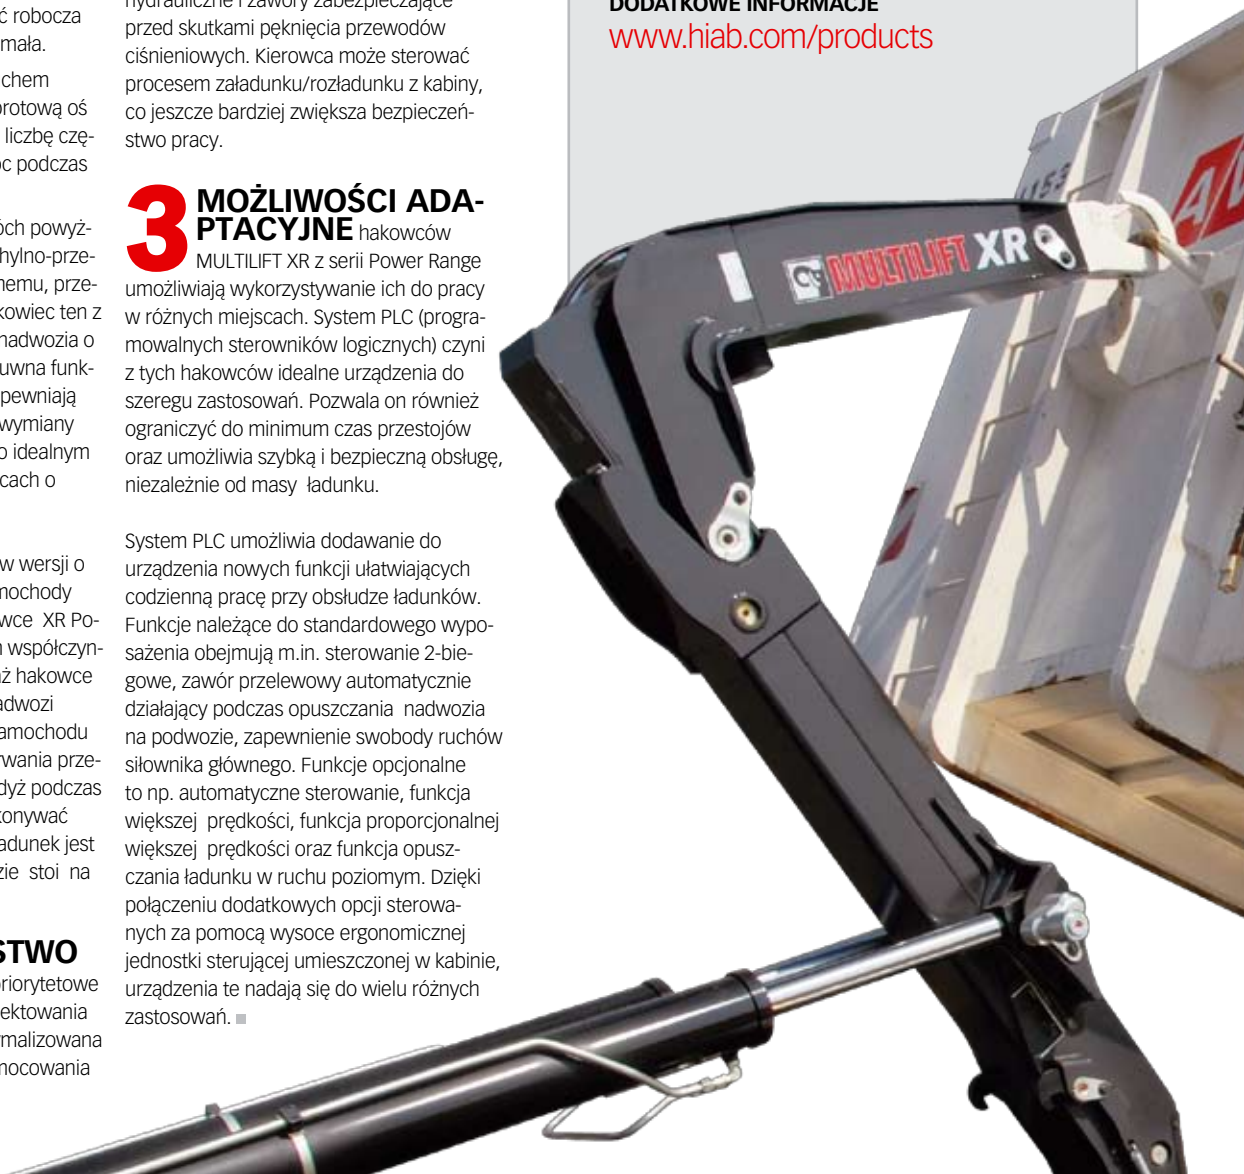 ć robocza
mała.
chem
brotową oś
liczbę czę-
oc podczas
óch powyż-
hylno-prze-
nemu, prze-
kowiec ten z
nadwozia o
uwna funk-
pewniają
wymiany
o idealnym
cach o
w wersji o
mochody
wce XR Po-
współczyn-
aż hakowce
adwozi
amochodu
wania prze-
dyż podczas
konywać
adunek jest
zie stoi na
STWO
riorytetowe
ektowania
malizowana
nocowania
hydrauliczne i zawory zabezpieczające
przed skutkami pęknięcia przewodów
ciśnieniowych. Kierowca może sterować
procesem załadunku/rozładunku z kabiny,
co jeszcze bardziej zwiększa bezpieczeń-
stwo pracy.
3 MOŻLIWOŚCI ADA-
PTACYJNE hakowców
MULTILIFT XR z serii Power Range
umożliwiają wykorzystywanie ich do pracy
w różnych miejscach. System PLC (progra-
mowalnych sterowników logicznych) czyni
z tych hakowców idealne urządzenia do
szeregu zastosowań. Pozwala on również
ograniczyć do minimum czas przestojów
oraz umożliwia szybką i bezpieczną obsługę,
niezależnie od masy ładunku.
System PLC umożliwia dodawanie do
urządzenia nowych funkcji ułatwiających
codzienną pracę przy obsłudze ładunków.
Funkcje należące do standardowego wypo-
sażenia obejmują m.in. sterowanie 2-bie-
gowe, zawór przelewowy automatycznie
działający podczas opuszczania nadwozia
na podwozie, zapewnienie swobody ruchów
siłownika głównego. Funkcje opcjonalne
to np. automatyczne sterowanie, funkcja
większej prędkości, funkcja proporcjonalnej
większej prędkości oraz funkcja opusz-
czania ładunku w ruchu poziomym. Dzięki
połączeniu dodatkowych opcji sterowa-
nych za pomocą wysoce ergonomicznej
jednostki sterującej umieszczonej w kabinie,
urządzenia te nadają się do wielu różnych
zastosowań.
DODATKOWE INFORMACJE
www.hiab.com/products
MULTILIFT XR